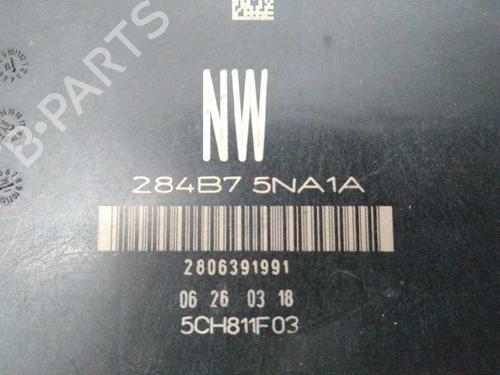 B-PARTS
NW
284B7 5NA1A
2806391991
06 26 03 18
5CH811F03